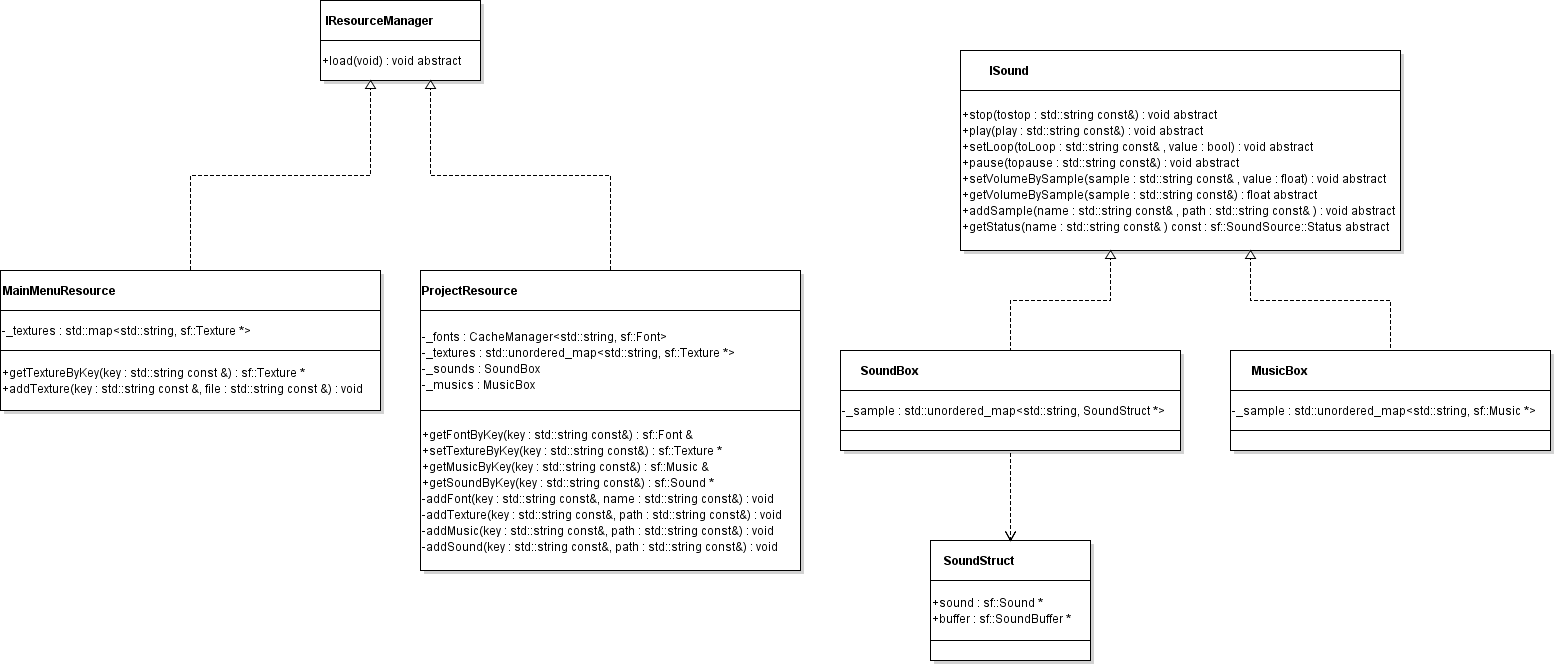 IResourceManager
+load(void) : void abstract
ISound
+stop(tostop : std::string const&) : void abstract
+play(play : std::string const&) : void abstract
+setLoop(toLoop : std::string const& , value : bool) : void abstract
+pause(topause : std::string const&) : void abstract
+setVolumeBySample(sample : std::string const& , value : float) : void abstract
+getVolumeBySample(sample : std::string const&) : float abstract
+addSample(name : std::string const& , path : std::string const& ) : void abstract
+getStatus(name : std::string const& ) const : sf::SoundSource::Status abstract
MainMenuResource
-_textures : std::map<std::string, sf::Texture *>
+getTextureByKey(key : std::string const &) : sf::Texture *
+addTexture(key : std::string const &, file : std::string const &) : void
ProjectResource
-_fonts : CacheManager<std::string, sf::Font>
-_textures : std::unordered_map<std::string, sf::Texture *>
-_sounds : SoundBox
-_musics : MusicBox
+getFontByKey(key : std::string const&) : sf::Font &
+setTextureByKey(key : std::string const&) : sf::Texture *
+getMusicByKey(key : std::string const&) : sf::Music &
+getSoundByKey(key : std::string const&) : sf::Sound *
-addFont(key : std::string const&, name : std::string const&) : void
-addTexture(key : std::string const&, path : std::string const&) : void
-addMusic(key : std::string const&, path : std::string const&) : void
-addSound(key : std::string const&, path : std::string const&) : void
SoundBox
-_sample : std::unordered_map<std::string, SoundStruct *>
MusicBox
-_sample : std::unordered_map<std::string, sf::Music *>
SoundStruct
+sound : sf::Sound *
+buffer : sf::SoundBuffer *